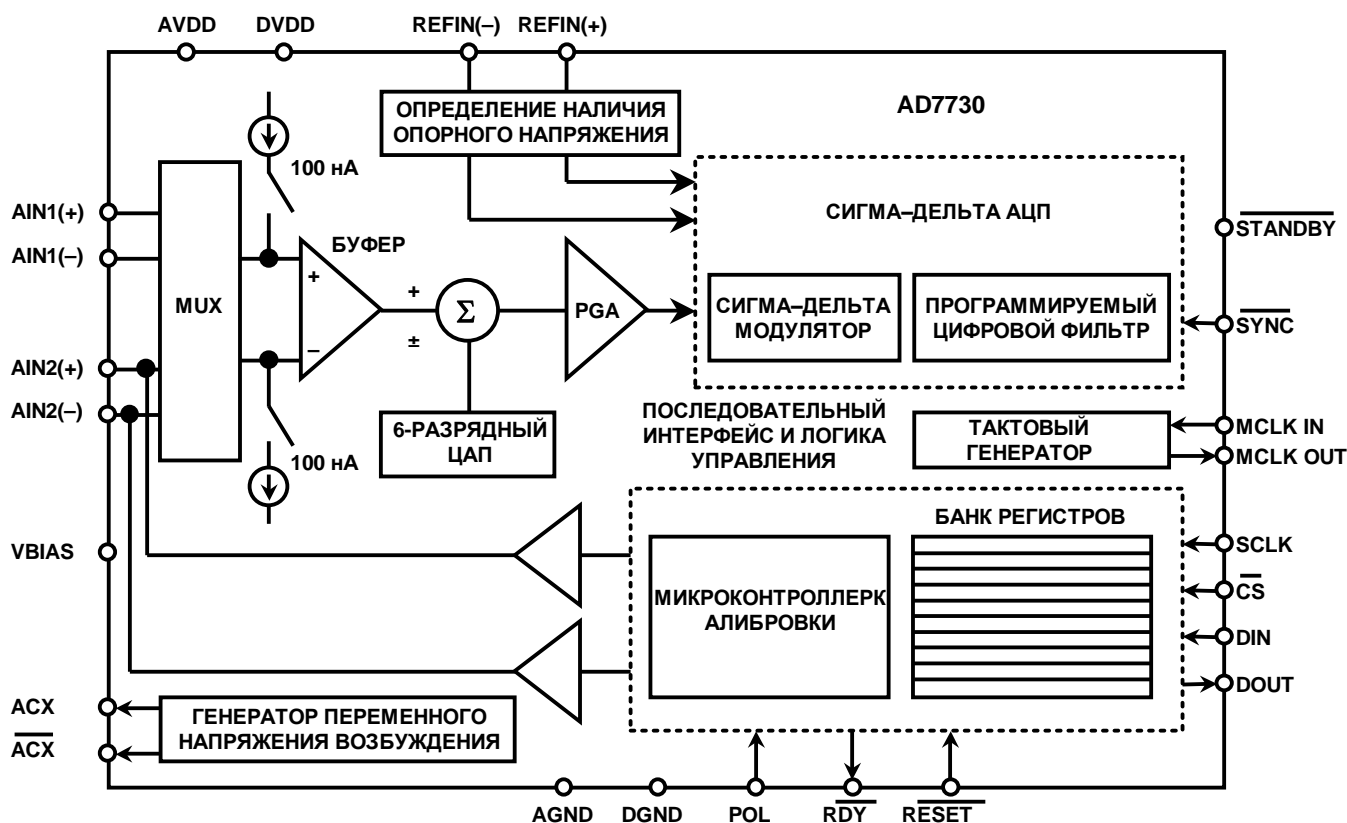 AVDD
DVDD
REFIN(–)
REFIN(+)
AD7730
ОПРЕДЕЛЕНИЕ НАЛИЧИЯ
ОПОРНОГО НАПРЯЖЕНИЯ
100 нА
AIN1(+)
AIN1(–)
MUX
БУФЕР
+
–
+
±
Σ
PGA
СИГМА–ДЕЛЬТА АЦП
СИГМА–ДЕЛЬТА
МОДУЛЯТОР
ПРОГРАММИРУЕМЫЙ
ЦИФРОВОЙ ФИЛЬТР
STANDBY
SYNC
AIN2(+)
AIN2(–)
100 нА
6-РАЗРЯДНЫЙ
ЦАП
ПОСЛЕДОВАТЕЛЬНЫЙ
ИНТЕРФЕЙС И ЛОГИКА
УПРАВЛЕНИЯ
ТАКТОВЫЙ
ГЕНЕРАТОР
MCLK IN
MCLK OUT
VBIAS
МИКРОКОНТРОЛЛЕРК
АЛИБРОВКИ
БАНК РЕГИСТРОВ
SCLK
CS
DIN
DOUT
ACX
ACX
ГЕНЕРАТОР ПЕРЕМЕННОГО
НАПРЯЖЕНИЯ ВОЗБУЖДЕНИЯ
AGND
DGND
POL
RDY
RESET